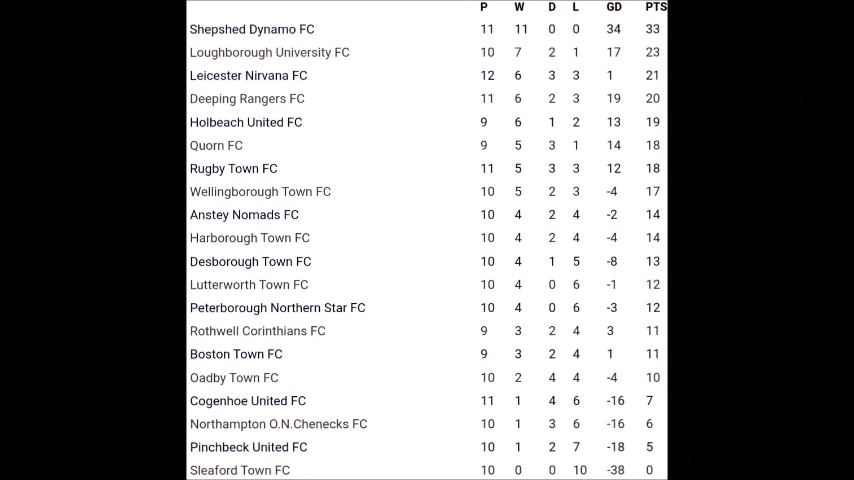 P W D L GD PTS
Shepshed Dynamo FC 11 11 0 0 34 33
Loughborough University FC 10 7 2 1 17 23
Leicester Nirvana FC 12 6 3 3 1 21
Deeping Rangers FC 11 6 2 3 19 20
Holbeach United FC 9 6 1 2 13 19
Quorn FC 9 5 3 1 14 18
Rugby Town FC 11 5 3 3 12 18
Wellingborough Town FC 10 5 2 3 -4 17
Anstey Nomads FC 10 4 2 4 -2 14
Harborough Town FC 10 4 2 4 -4 14
Desborough Town FC 10 4 1 5 -8 13
Lutterworth Town FC 10 4 0 6 -1 12
Peterborough Northern Star FC 10 4 0 6 -3 12
Rothwell Corinthians FC 9 3 2 4 3 11
Boston Town FC 9 3 2 4 1 11
Oadby Town FC 10 2 4 4 -4 10
Cogenhoe United FC 11 1 4 6 -16 7
Northampton O.N.Chenecks FC 10 1 3 6 -16 6
Pinchbeck United FC 10 1 2 7 -18 5
Sleaford Town FC 10 0 0 10 -38 0